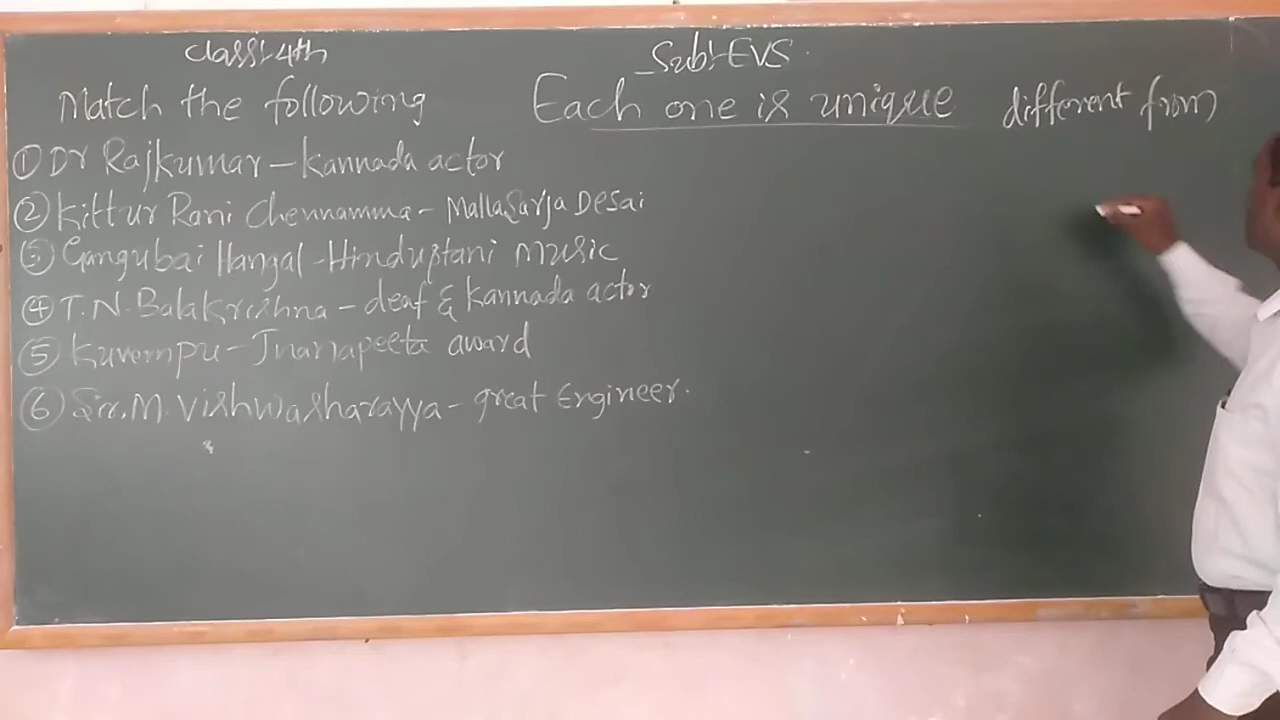 Class:- 4th
Sub:- EVS
Match the following
Each one is unique
different from
① Dr Rajkumar - Kannada actor
② Kittur Rani Chennamma - MallaSarja Desai
③ Gangubai Hangal - Hindustani music
④ T.N. Balakrishna - deaf & Kannada actor
⑤ Kuvempu - Jnanapeeta award
⑥ Sir. M. Vishwasharayya - great Engineer.